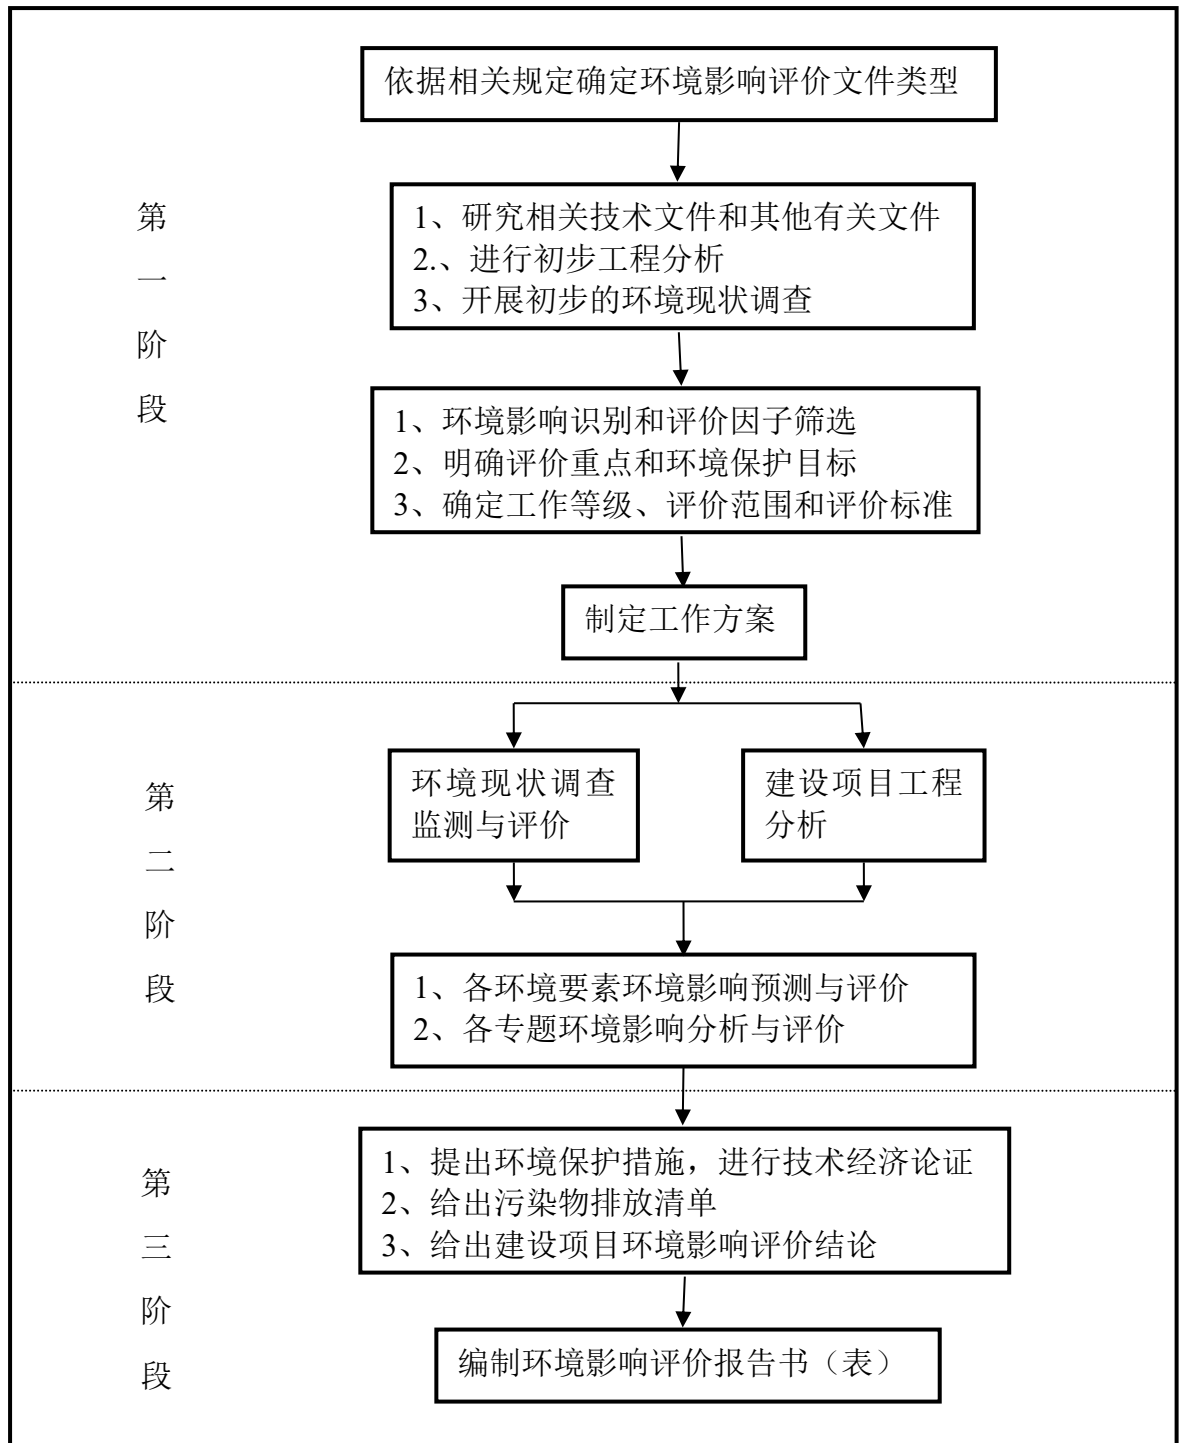 依据相关规定确定环境影响评价文件类型
第
一
阶
段
1、研究相关技术文件和其他有关文件
2.、进行初步工程分析
3、开展初步的环境现状调查
1、环境影响识别和评价因子筛选
2、明确评价重点和环境保护目标
3、确定工作等级、评价范围和评价标准
制定工作方案
第
二
阶
段
环境现状调查
监测与评价
建设项目工程
分析
1、各环境要素环境影响预测与评价
2、各专题环境影响分析与评价
第
三
阶
段
1、提出环境保护措施，进行技术经济论证
2、给出污染物排放清单
3、给出建设项目环境影响评价结论
编制环境影响评价报告书（表）